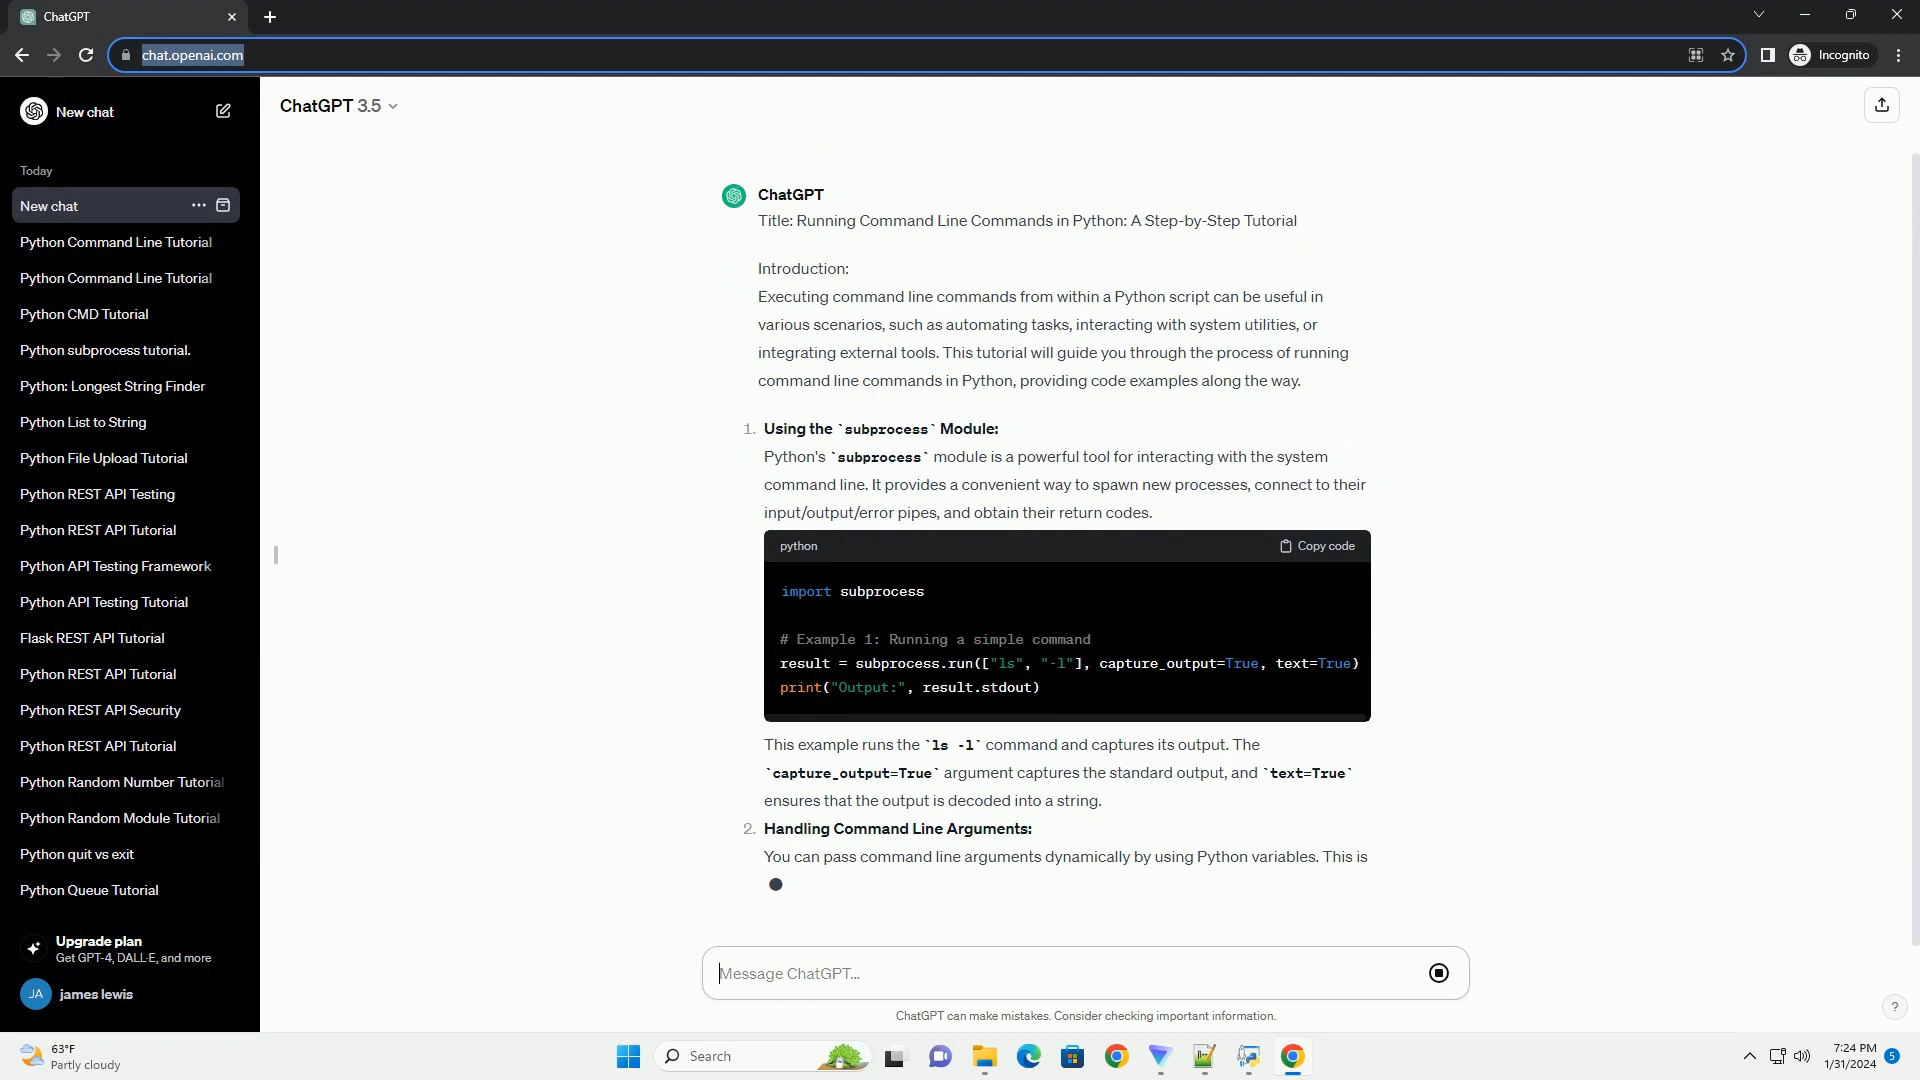 ChatGPT
chat.openai.com
Incognito
New chat
Today
New chat
Python Command Line Tutorial
Python Command Line Tutorial
Python CMD Tutorial
Python subprocess tutorial.
Python: Longest String Finder
Python List to String
Python File Upload Tutorial
Python REST API Testing
Python REST API Tutorial
Python API Testing Framework
Python API Testing Tutorial
Flask REST API Tutorial
Python REST API Tutorial
Python REST API Security
Python REST API Tutorial
Python Random Number Tutorial
Python Random Module Tutorial
Python quit vs exit
Python Queue Tutorial
Upgrade plan
Get GPT-4, DALL·E, and more
JA james lewis
ChatGPT 3.5
ChatGPT
Title: Running Command Line Commands in Python: A Step-by-Step Tutorial
Introduction:
Executing command line commands from within a Python script can be useful in
various scenarios, such as automating tasks, interacting with system utilities, or
integrating external tools. This tutorial will guide you through the process of running
command line commands in Python, providing code examples along the way.
1. Using the `subprocess` Module:
Python's `subprocess` module is a powerful tool for interacting with the system
command line. It provides a convenient way to spawn new processes, connect to their
input/output/error pipes, and obtain their return codes.
python Copy code
import subprocess
# Example 1: Running a simple command
result = subprocess.run(["ls", "-l"], capture_output=True, text=True)
print("Output:", result.stdout)
This example runs the `ls -l` command and captures its output. The
`capture_output=True` argument captures the standard output, and `text=True`
ensures that the output is decoded into a string.
2. Handling Command Line Arguments:
You can pass command line arguments dynamically by using Python variables. This is
Message ChatGPT...
ChatGPT can make mistakes. Consider checking important information.
?
63°F
Partly cloudy
Search
7:24 PM
1/31/2024
5